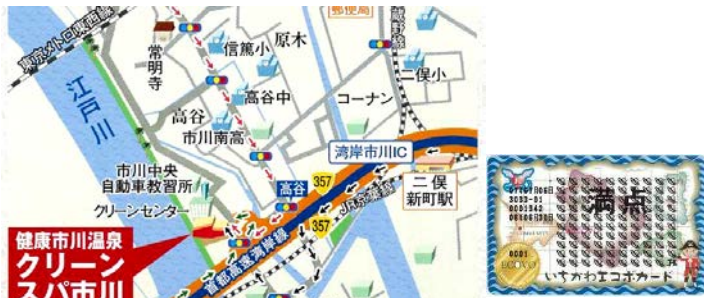 郵便局
東京メトロ東西線
常明寺
信篤小
原木
二俣小
高谷中
コーナン
江戸川
高谷
市川南高
湾岸市川IC
市川中央
自動車教習所
高谷
357
二俣
新町駅
クリーンセンター
357
首都高速湾岸線
健康市川温泉
クリーン
スパ市川
満点
0001
ECOVO
いちかわエコボカード